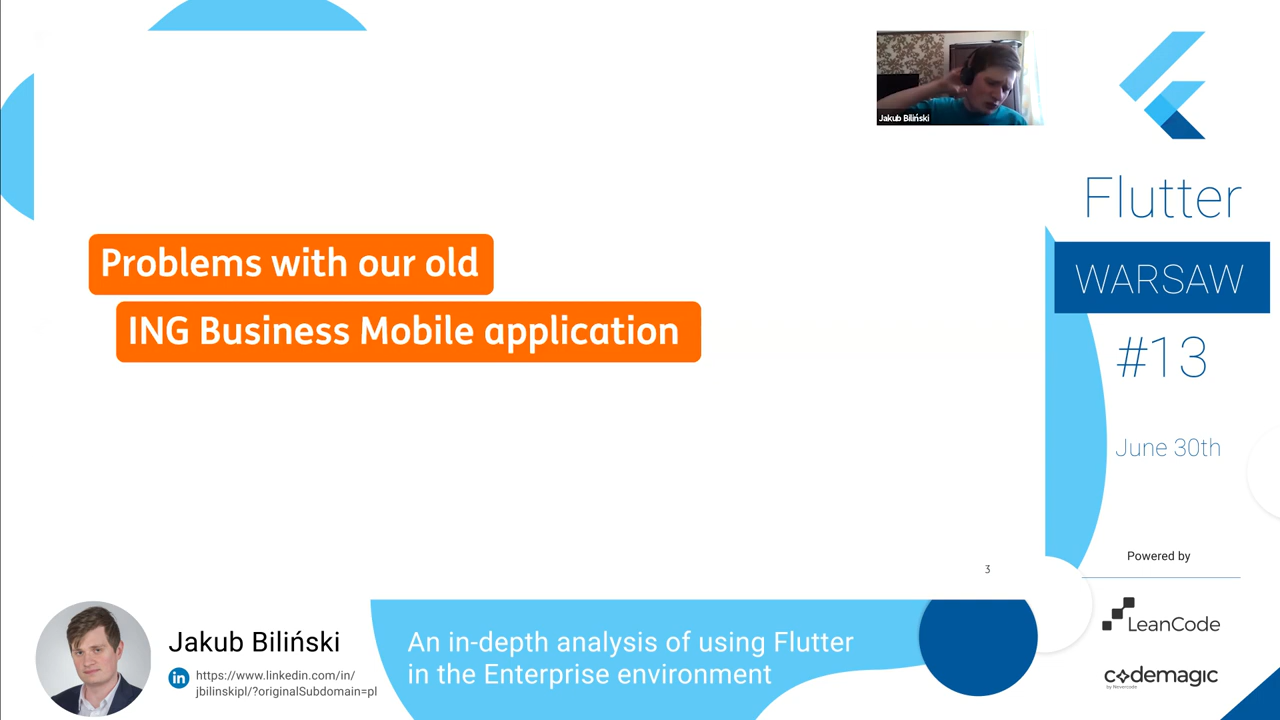 Jakub Biliński
Problems with our old
ING Business Mobile application
3
Flutter
WARSAW
#13
June 30th
Powered by
LeanCode
codemagic
by Nevercode
Jakub Biliński
https://www.linkedin.com/in/
jbilinskipl/?originalSubdomain=pl
An in-depth analysis of using Flutter
in the Enterprise environment